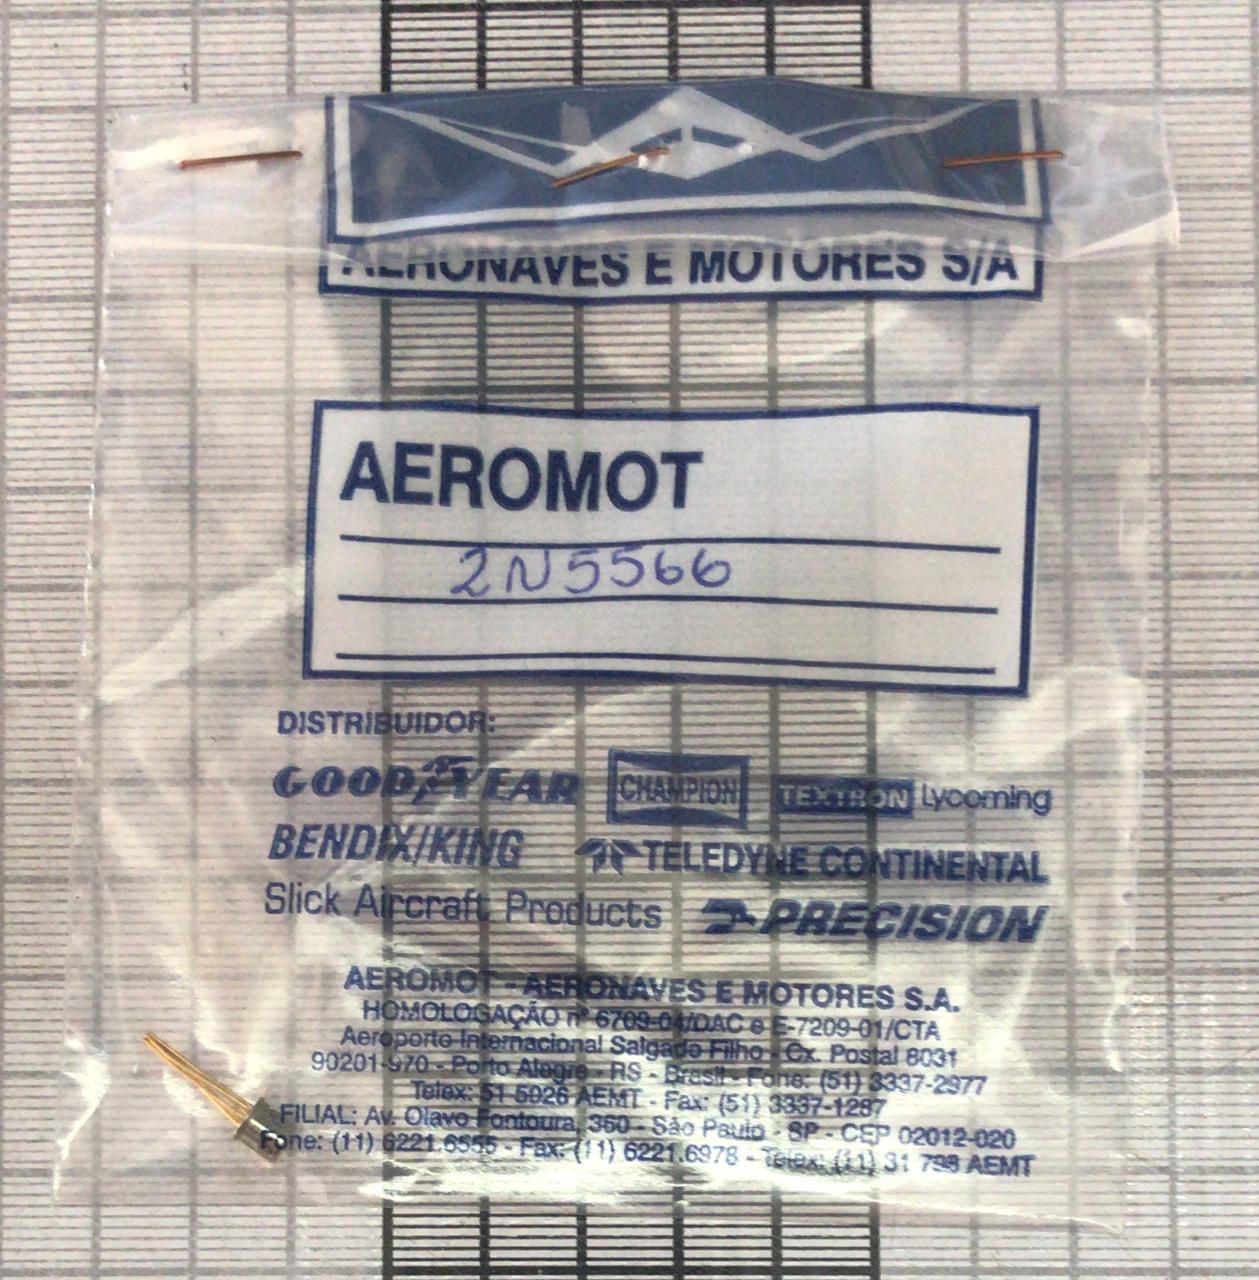 AERONAVES E MOTORES S/A
AEROMOT
2N5566
DISTRIBUIDOR:
GOODYEAR CHAMPION TEXTRON Lycoming
BENDIX/KING TELEDYNE CONTINENTAL
Slick Aircraft Products PRECISION
AEROMOT - AERONAVES E MOTORES S.A.
HOMOLOGAÇÃO nº 6709-04/DAC e E-7209-01/CTA
Aeroporto Internacional Salgado Filho - Cx. Postal 8031
90201-970 - Porto Alegre - RS - Brasil - Fone: (51) 3337-2977
Telex: 51 5026 AEMT - Fax: (51) 3337-1287
FILIAL: Av. Olavo Fontoura, 360 - São Paulo - SP - CEP 02012-020
Fone: (11) 6221.6555 - Fax: (11) 6221.6978 - Telex: (11) 31 798 AEMT